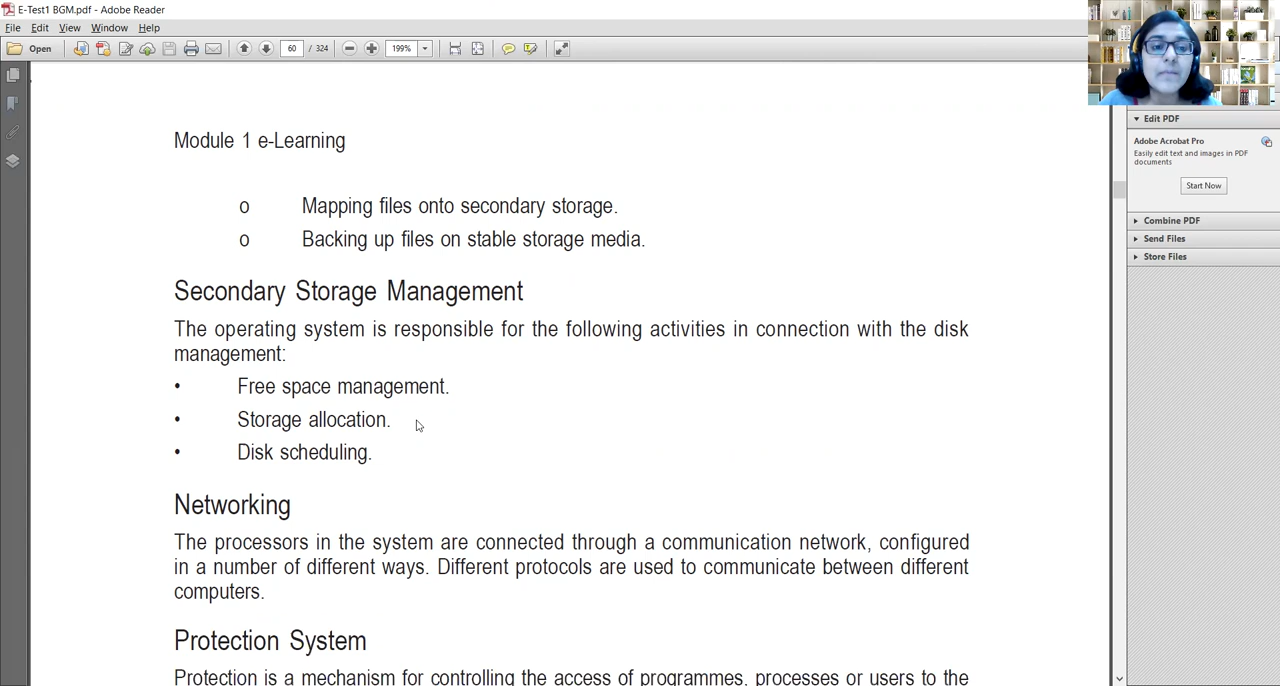 E-Test1 BGM.pdf - Adobe Reader
File Edit View Window Help
Open 60 / 324 199%
Edit PDF
Adobe Acrobat Pro
Easily edit text and images in PDF
documents
Start Now
Combine PDF
Send Files
Store Files
Module 1 e-Learning
o Mapping files onto secondary storage.
o Backing up files on stable storage media.
Secondary Storage Management
The operating system is responsible for the following activities in connection with the disk
management:
• Free space management.
• Storage allocation.
• Disk scheduling.
Networking
The processors in the system are connected through a communication network, configured
in a number of different ways. Different protocols are used to communicate between different
computers.
Protection System
Protection is a mechanism for controlling the access of programmes, processes or users to the